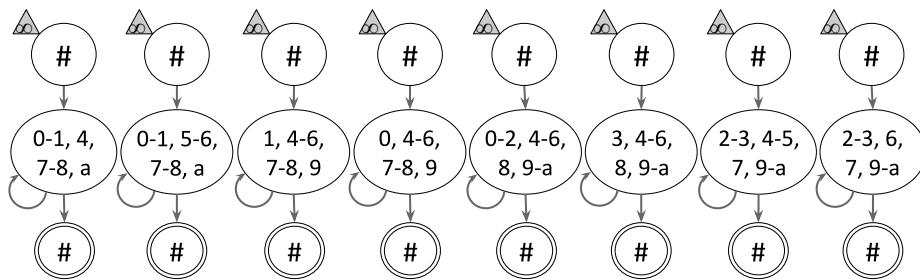 # # # # # # # #
0-1, 4, 0-1, 5-6, 1, 4-6, 0, 4-6, 0-2, 4-6, 3, 4-6, 2-3, 4-5, 2-3, 6,
7-8, a 7-8, a 7-8, 9 7-8, 9 8, 9-a 8, 9-a 7, 9-a 7, 9-a
# # # # # # # #